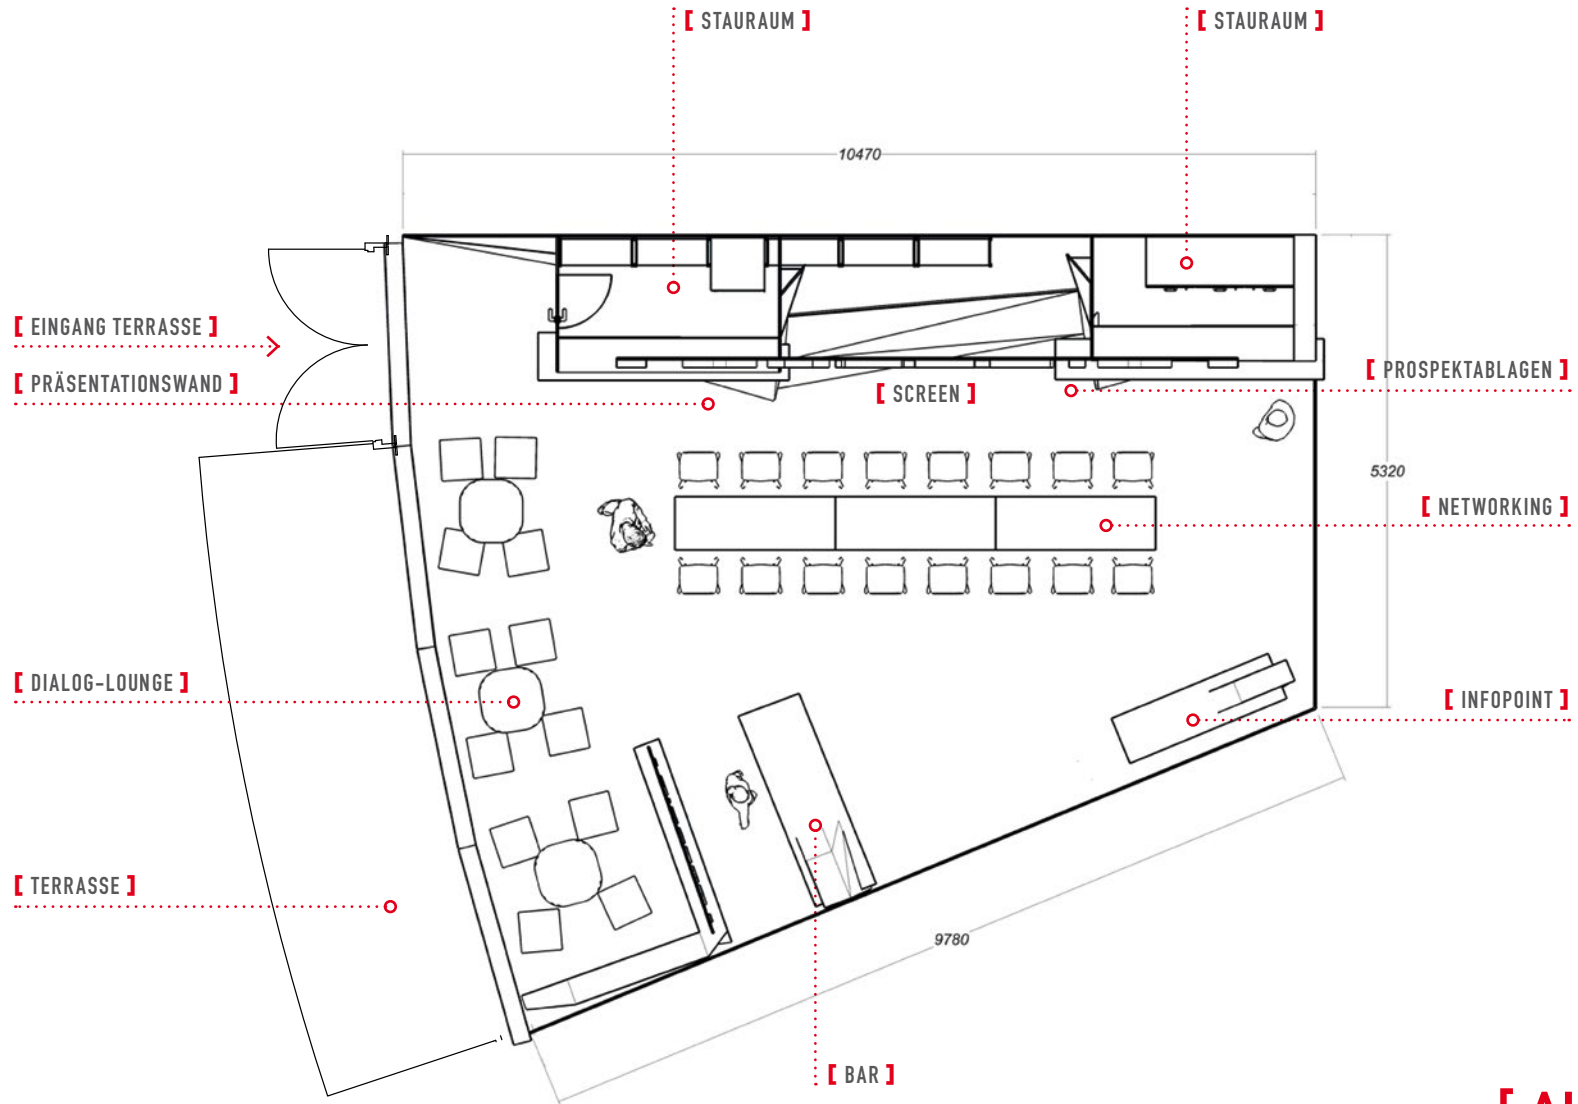 [ STAURAUM ]
[ STAURAUM ]
10470
[ EINGANG TERRASSE ]
[ PRÄSENTATIONSWAND ]
[ SCREEN ]
[ PROSPEKTABLAGEN ]
5320
[ NETWORKING ]
[ DIALOG-LOUNGE ]
[ INFOPOINT ]
[ TERRASSE ]
9780
[ BAR ]